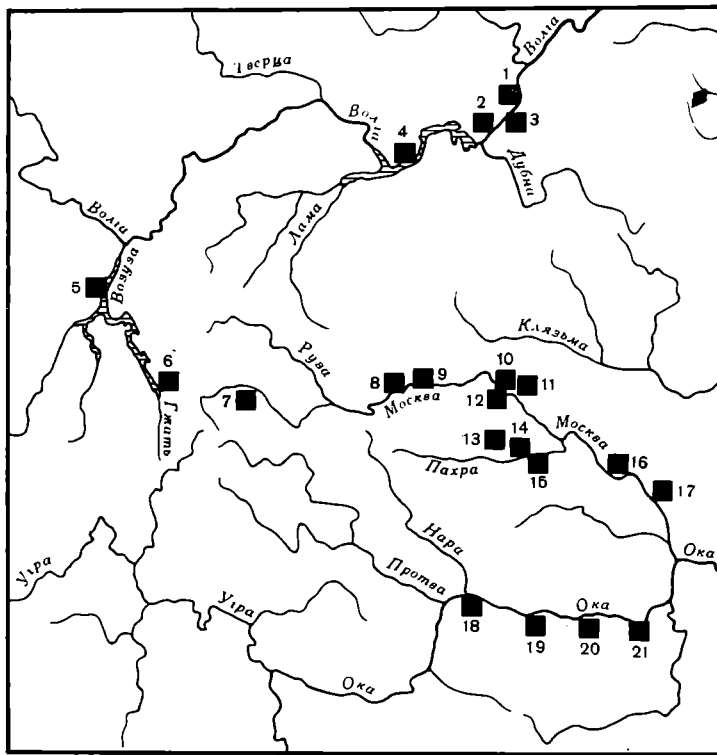 Волга
Тверца
1
Волга
2
3
4
Дубна
Лама
Волга
Вазуза
5
Клязьма
Руза
6
10
8
9
11
Москва
12
7
Гжать
Москва
13
14
16
Пахра
15
17
Нара
Ока
Угра
Протва
Угра
Ока
18
19
20
21
Ока